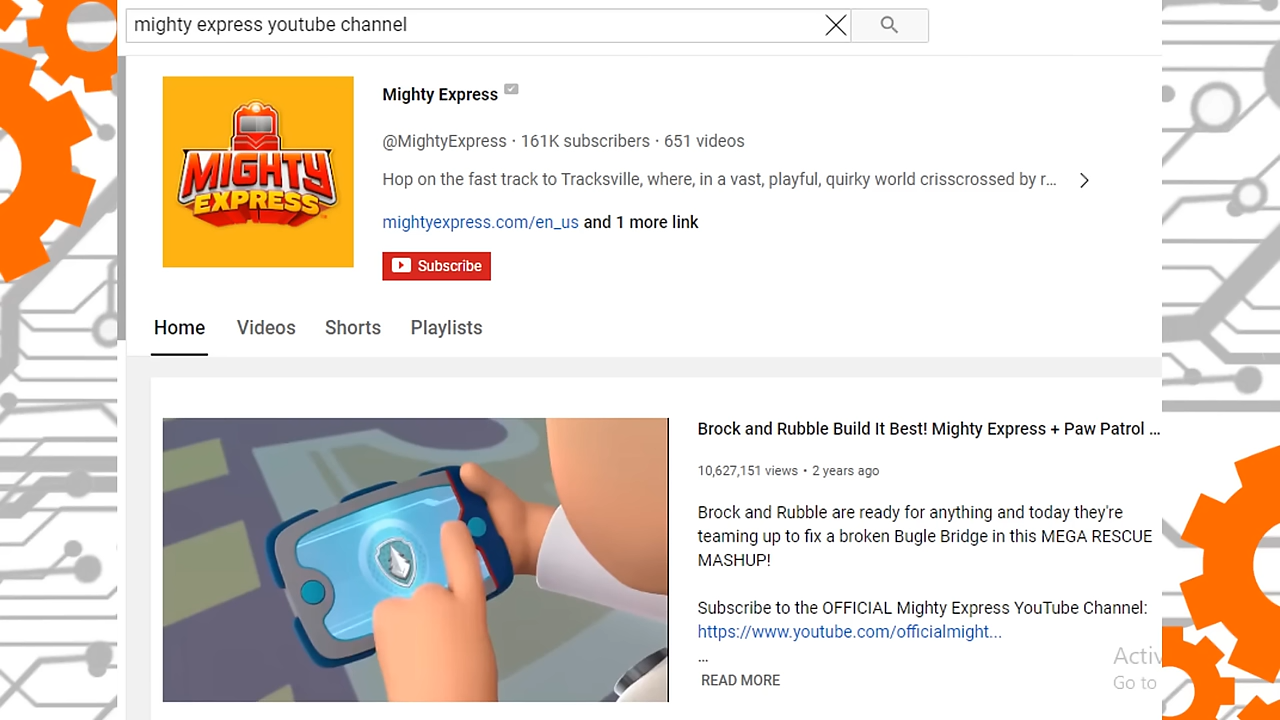 mighty express youtube channel
MIGHTY
EXPRESS
Mighty Express
@MightyExpress · 161K subscribers · 651 videos
Hop on the fast track to Tracksville, where, in a vast, playful, quirky world crisscrossed by r...
mightyexpress.com/en_us and 1 more link
Subscribe
Home Videos Shorts Playlists
Brock and Rubble Build It Best! Mighty Express + Paw Patrol ...
10,627,151 views • 2 years ago
Brock and Rubble are ready for anything and today they're
teaming up to fix a broken Bugle Bridge in this MEGA RESCUE
MASHUP!
Subscribe to the OFFICIAL Mighty Express YouTube Channel:
https://www.youtube.com/officialmight...
...
READ MORE
Activ
Go to